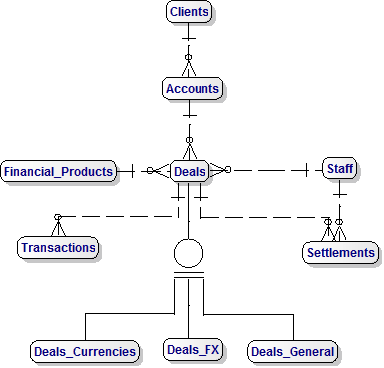 Clients
Accounts
Financial_Products
Deals
Staff
Transactions
Settlements
Deals_Currencies
Deals_FX
Deals_General